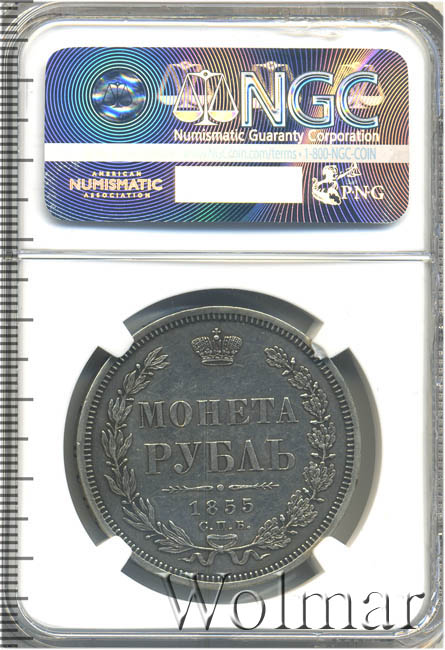 NGC
Numismatic Guaranty Corporation
com/terms • 1-800-NGC-COIN
AMERICAN
NUMISMATIC
ASSOCIATION
PNG
МОНЕТА
РУБЛЬ
1855
С.П.Б.
Wolmar